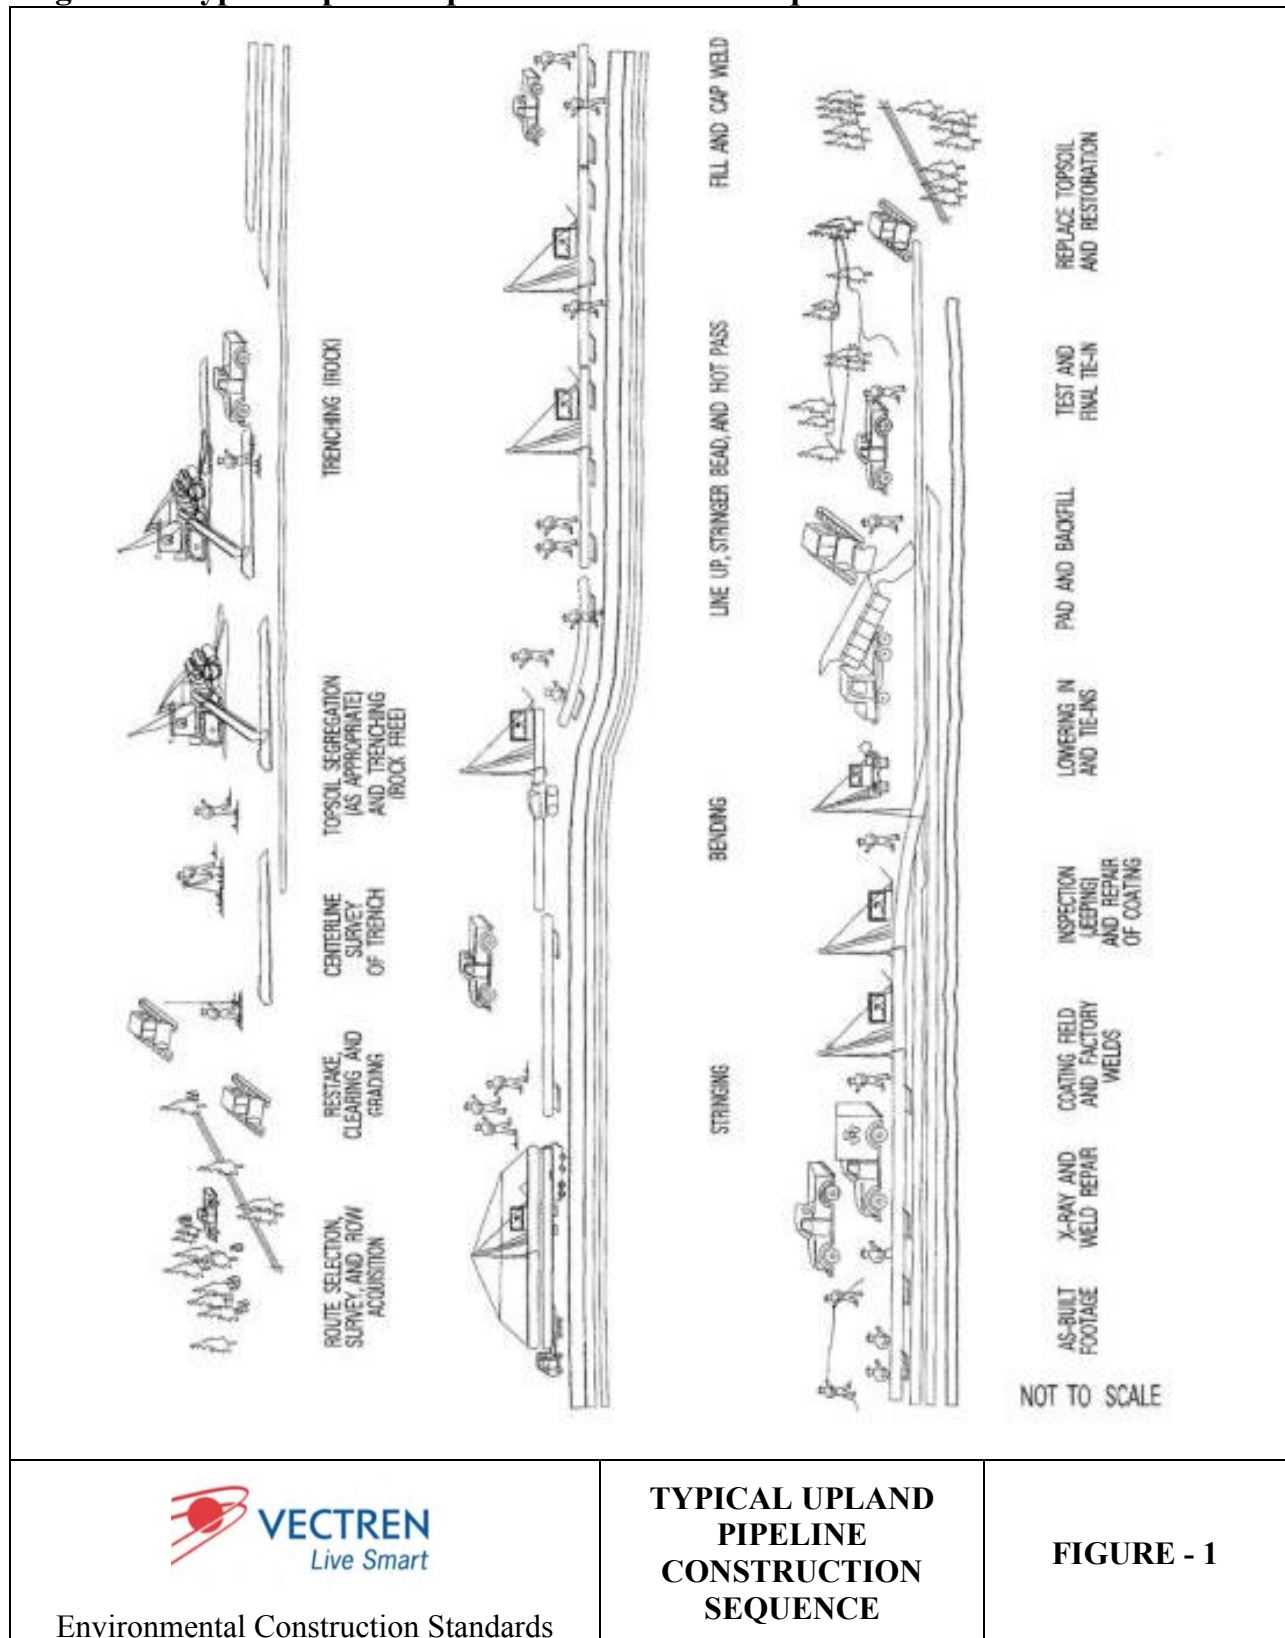 ROUTE SELECTION,
SURVEY, AND ROW
ACQUISITION
RESTAKE,
CLEARING AND
GRADING
CENTERLINE
SURVEY
OF TRENCH
TOPSOIL SEGREGATION
(AS APPROPRIATE)
AND TRENCHING
(ROCK FREE)
TRENCHING (ROCK)
STRINGING
BENDING
LINE UP, STRINGER BEAD, AND HOT PASS
FILL AND CAP WELD
AS-BUILT
FOOTAGE
X-RAY AND
WELD REPAIR
COATING FIELD
AND FACTORY
WELDS
INSPECTION
(JEEPING)
AND REPAIR
OF COATING
LOWERING IN
AND TIE-INS
PAD AND BACKFILL
TEST AND
FINAL TIE-IN
REPLACE TOPSOIL
AND RESTORATION
NOT TO SCALE
VECTREN
Live Smart
Environmental Construction Standards
TYPICAL UPLAND
PIPELINE
CONSTRUCTION
SEQUENCE
FIGURE - 1